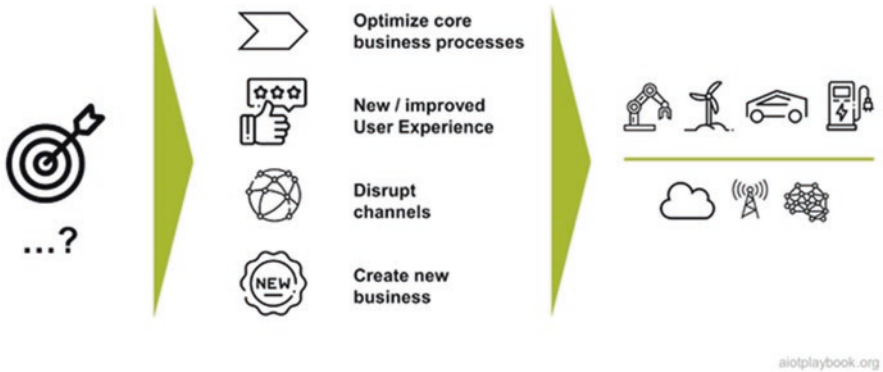 ...?
Optimize core
business processes
New / improved
User Experience
Disrupt
channels
NEW
Create new
business
aiotplaybook.org